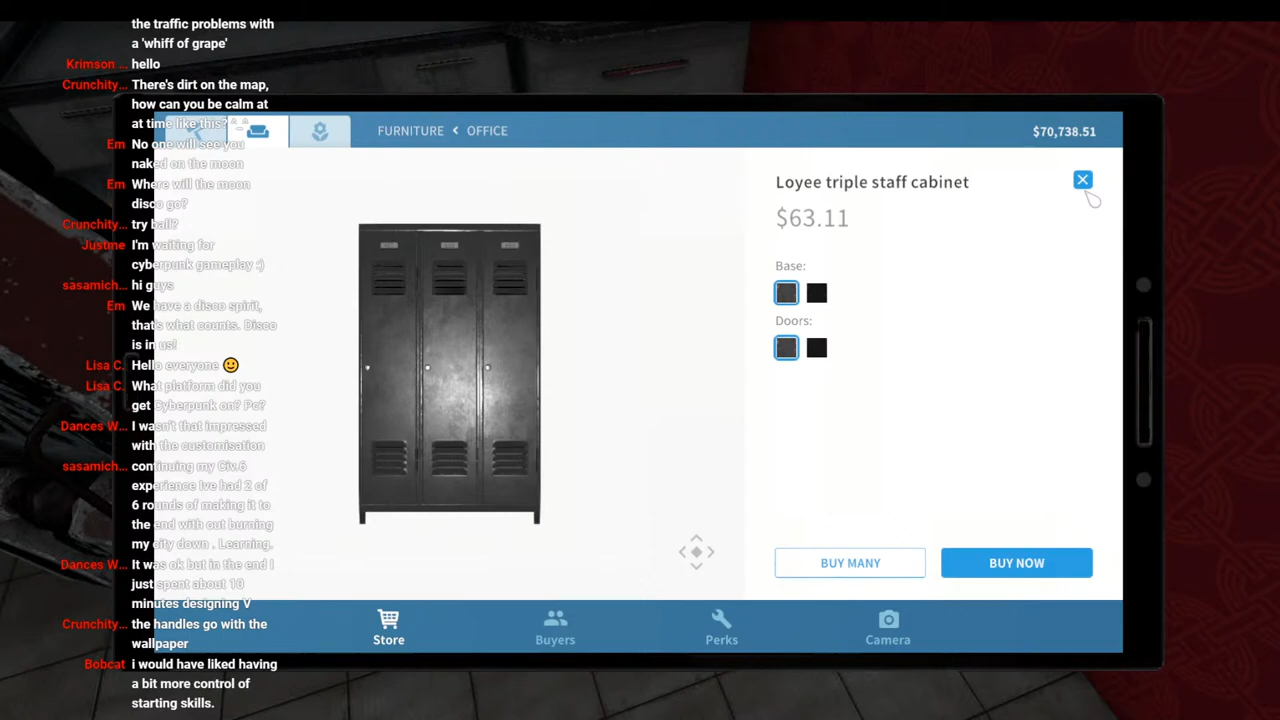 the traffic problems with
a 'whiff of grape'
Krimson ... hello
Crunchity... There's dirt on the map,
how can you be calm at
at time like this? ^_^
Em No one will see you
naked on the moon
Em Where will the moon
disco go?
Crunchity... try ball?
Justme I'm waiting for
cyberpunk gameplay :)
sasamich... hi guys
Em We have a disco spirit,
that's what counts. Disco
is in us!
Lisa C. Hello everyone 🙂
Lisa C. What platform did you
get Cyberpunk on? Pc?
Dances W... I wasn't that impressed
with the customisation
sasamich... continuing my Civ.6
experience Ive had 2 of
6 rounds of making it to
the end with out burning
my city down . Learning.
Dances W... It was ok but in the end I
just spent about 10
minutes designing V
Crunchity... the handles go with the
wallpaper
Bobcat i would have liked having
a bit more control of
starting skills.
FURNITURE < OFFICE
$70,738.51
Loyee triple staff cabinet
$63.11
Base:
Doors:
BUY MANY
BUY NOW
Store
Buyers
Perks
Camera